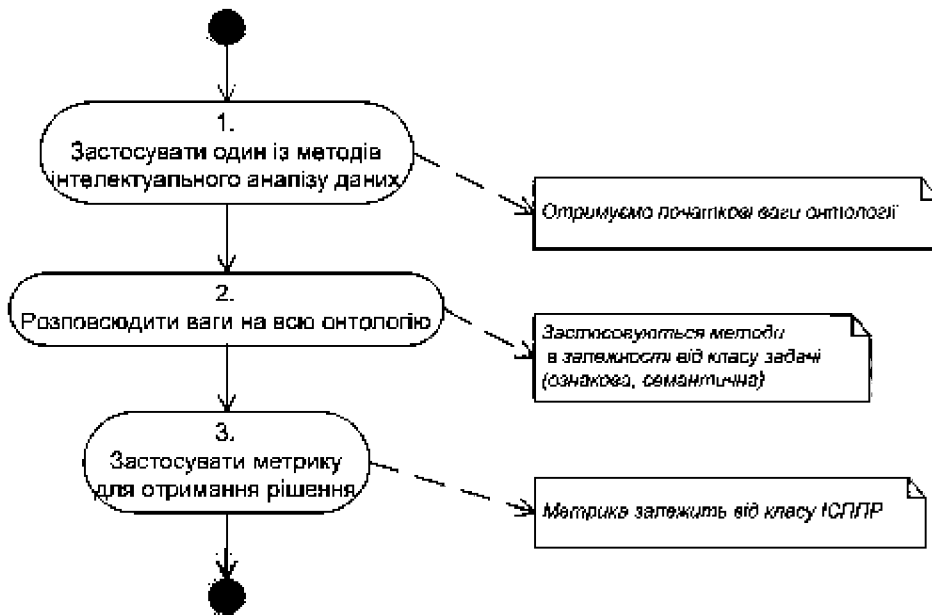 1.
Застосувати один із методів
інтелектуального аналізу даних
Отримуємо початкові ваги онтології
2.
Розповсюдити ваги на всю онтологію
Застосовуються методи
в залежності від класу задачі
(ознакова, семантична)
3.
Застосувати метрику
для отримання рішення
Метрика залежить від класу ІСППР